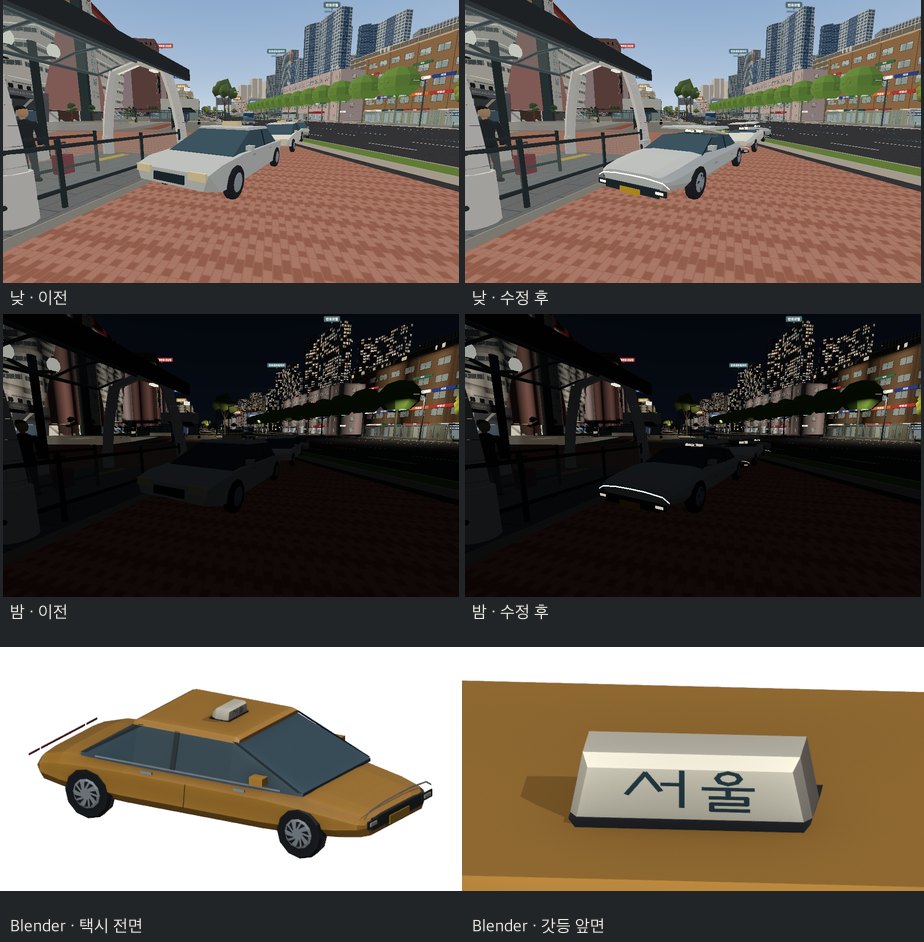 낮 · 이전
낮 · 수정 후
밤 · 이전
밤 · 수정 후
서울
Blender · 택시 전면
Blender · 갓등 앞면